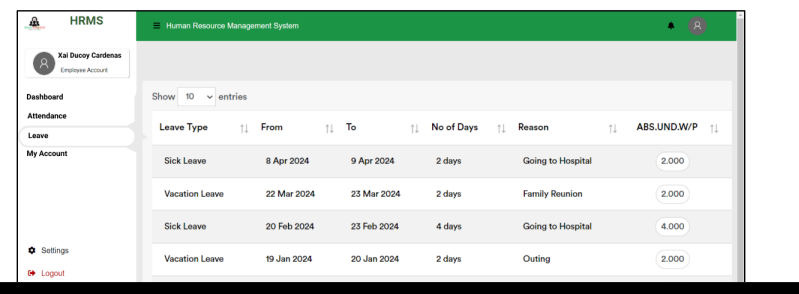 HRMS
Human Resource Management System
Xai Ducoy Cardenas
Employee Account
Dashboard
Attendance
Leave
My Account
Settings
Logout
Show 10 entries
Leave Type From To No of Days Reason ABS.UND.W/P
Sick Leave 8 Apr 2024 9 Apr 2024 2 days Going to Hospital 2.000
Vacation Leave 22 Mar 2024 23 Mar 2024 2 days Family Reunion 2.000
Sick Leave 20 Feb 2024 23 Feb 2024 4 days Going to Hospital 4.000
Vacation Leave 19 Jan 2024 20 Jan 2024 2 days Outing 2.000